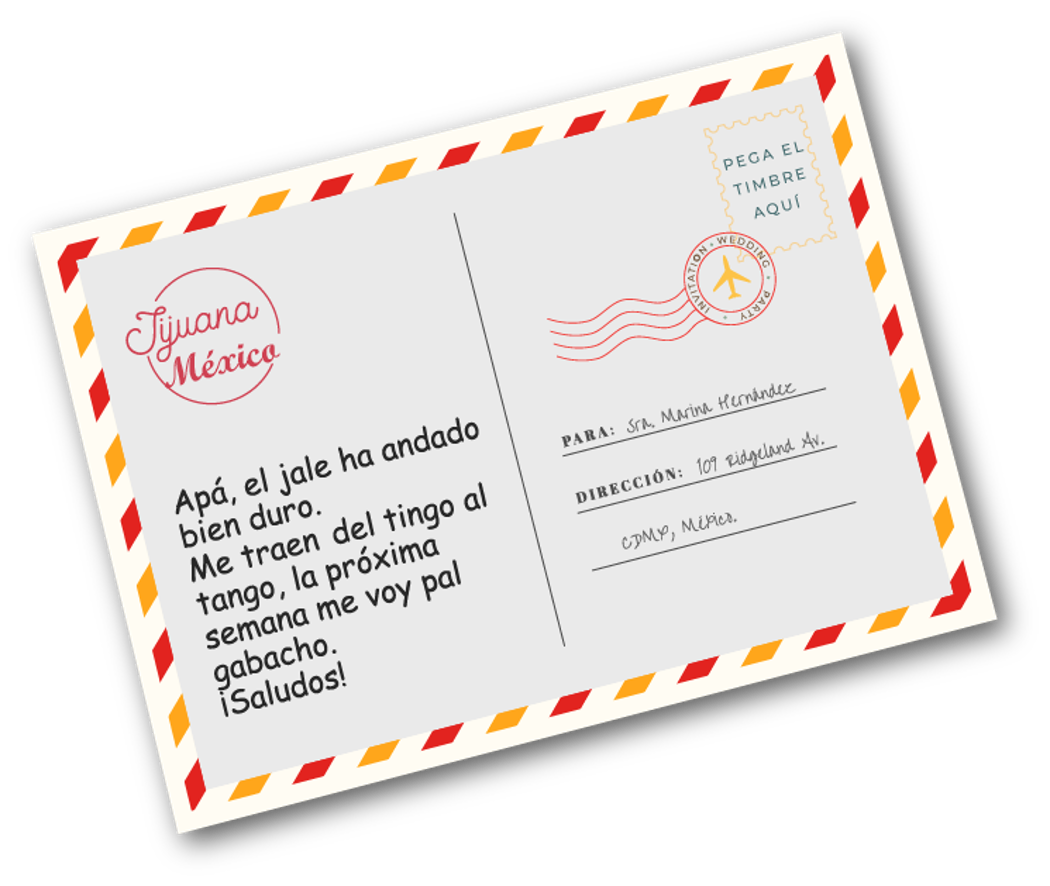 Tijuana
México
Apá, el jale ha andado
bien duro.
Me traen del tingo al
tango, la próxima
semana me voy pal
gabacho.
¡Saludos!
PEGA EL
TIMBRE
AQUÍ
INVITATION • WEDDING • PARTY •
PARA: Sra. Marina Hernández
DIRECCIÓN: 109 Ridgeland Av.
CDMX, México.